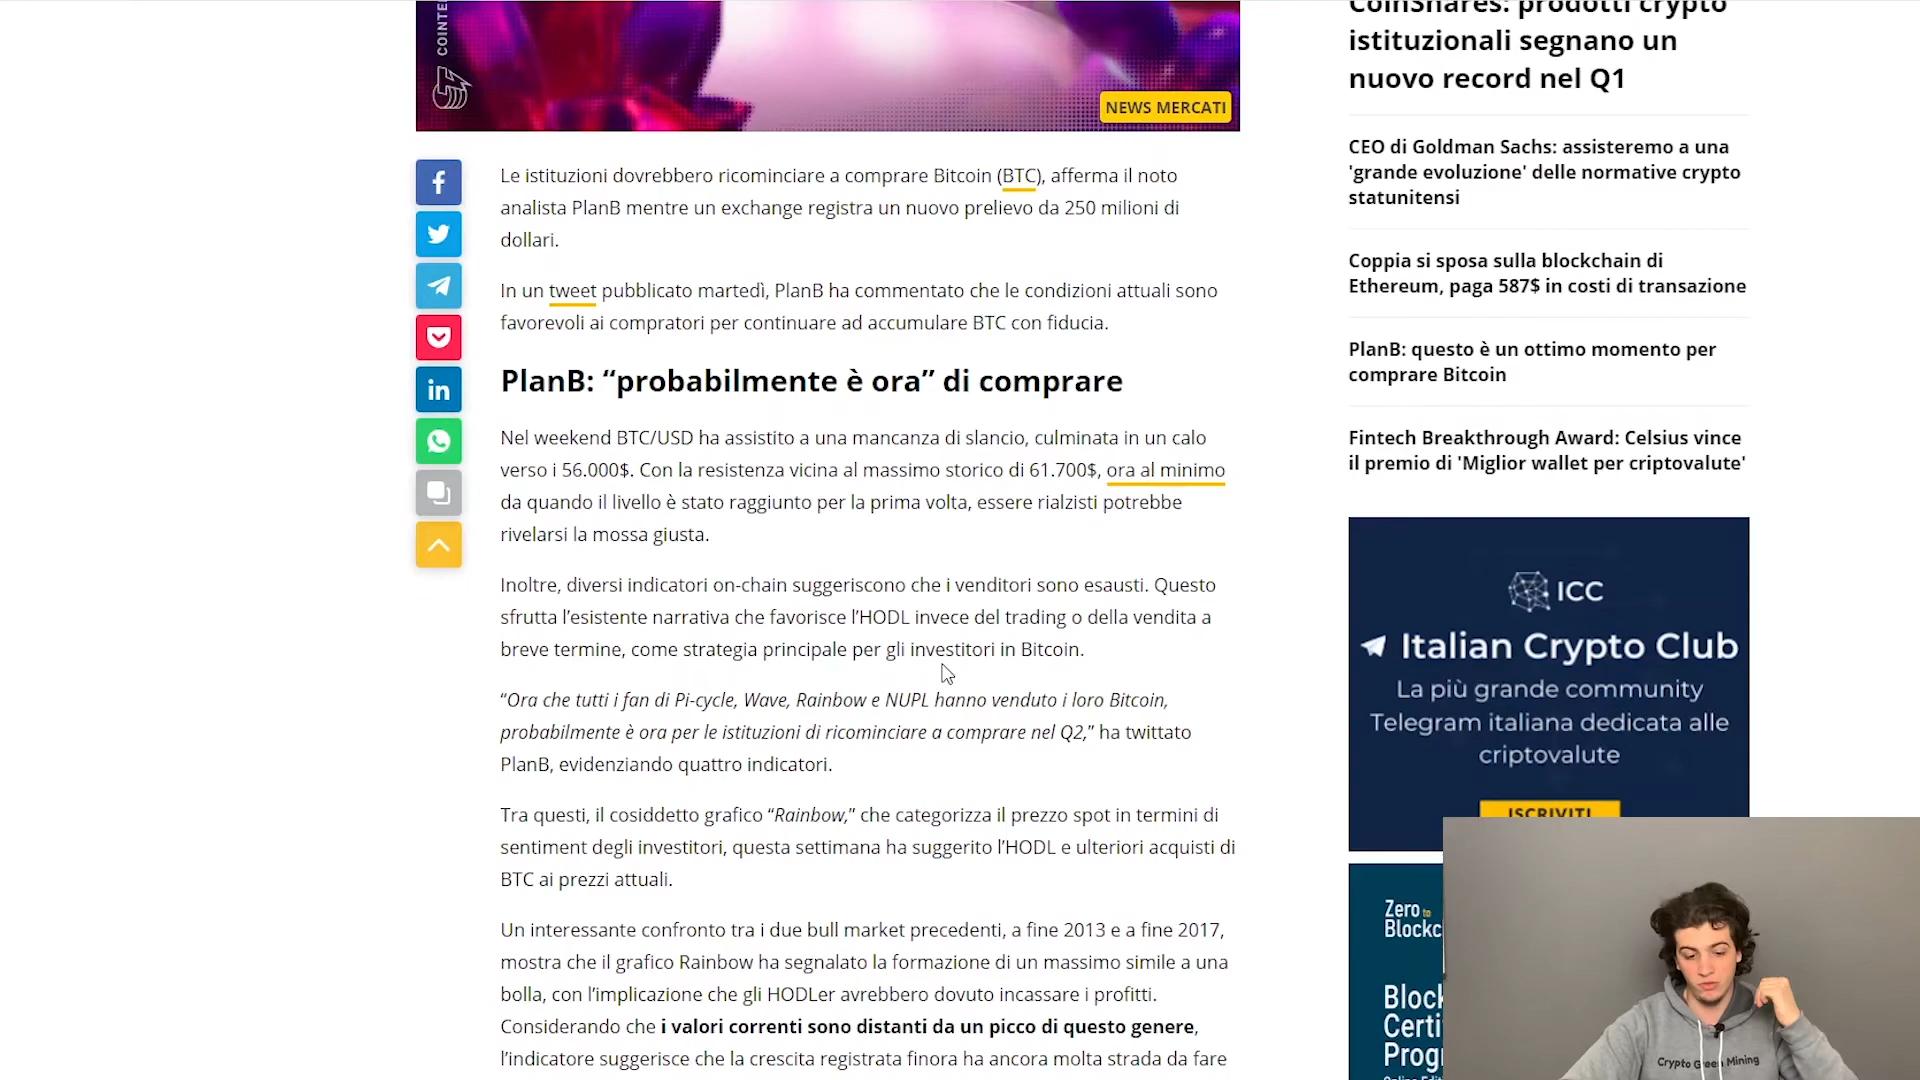 COINTE
NEWS MERCATI
Le istituzioni dovrebbero ricominciare a comprare Bitcoin (BTC), afferma il noto
analista PlanB mentre un exchange registra un nuovo prelievo da 250 milioni di
dollari.
In un tweet pubblicato martedì, PlanB ha commentato che le condizioni attuali sono
favorevoli ai compratori per continuare ad accumulare BTC con fiducia.
PlanB: “probabilmente è ora” di comprare
Nel weekend BTC/USD ha assistito a una mancanza di slancio, culminata in un calo
verso i 56.000$. Con la resistenza vicina al massimo storico di 61.700$, ora al minimo
da quando il livello è stato raggiunto per la prima volta, essere rialzisti potrebbe
rivelarsi la mossa giusta.
Inoltre, diversi indicatori on-chain suggeriscono che i venditori sono esausti. Questo
sfrutta l’esistente narrativa che favorisce l’HODL invece del trading o della vendita a
breve termine, come strategia principale per gli investitori in Bitcoin.
“Ora che tutti i fan di Pi-cycle, Wave, Rainbow e NUPL hanno venduto i loro Bitcoin,
probabilmente è ora per le istituzioni di ricominciare a comprare nel Q2,” ha twittato
PlanB, evidenziando quattro indicatori.
Tra questi, il cosiddetto grafico “Rainbow,” che categorizza il prezzo spot in termini di
sentiment degli investitori, questa settimana ha suggerito l’HODL e ulteriori acquisti di
BTC ai prezzi attuali.
Un interessante confronto tra i due bull market precedenti, a fine 2013 e a fine 2017,
mostra che il grafico Rainbow ha segnalato la formazione di un massimo simile a una
bolla, con l’implicazione che gli HODLer avrebbero dovuto incassare i profitti.
Considerando che i valori correnti sono distanti da un picco di questo genere,
l’indicatore suggerisce che la crescita registrata finora ha ancora molta strada da fare
CoinShares: prodotti crypto
istituzionali segnano un
nuovo record nel Q1
CEO di Goldman Sachs: assisteremo a una
'grande evoluzione' delle normative crypto
statunitensi
Coppia si sposa sulla blockchain di
Ethereum, paga 587$ in costi di transazione
PlanB: questo è un ottimo momento per
comprare Bitcoin
Fintech Breakthrough Award: Celsius vince
il premio di 'Miglior wallet per criptovalute'
ICC
Italian Crypto Club
La più grande community
Telegram italiana dedicata alle
criptovalute
ISCRIVITI
Zero to
Blockc
Block
Certi
Prog
Crypto Green Mining